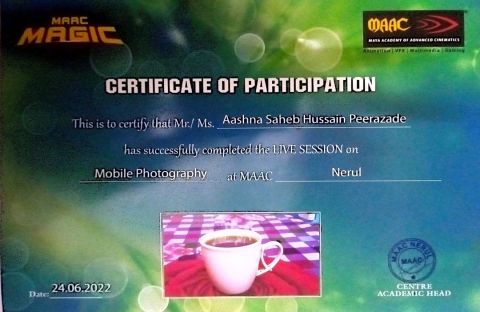 MAAC
MAGIC
MAAC
MAYA ACADEMY OF ADVANCED CINEMATICS
Animation | VFX | Multimedia | Gaming
CERTIFICATE OF PARTICIPATION
This is to certify that Mr./ Ms. Aashna Saheb Hussain Peerazade
has successfully completed the LIVE SESSION on
Mobile Photography at MAAC Nerul
MAAC NERUL
MAAC
CENTRE
ACADEMIC HEAD
Date: 24.06.2022